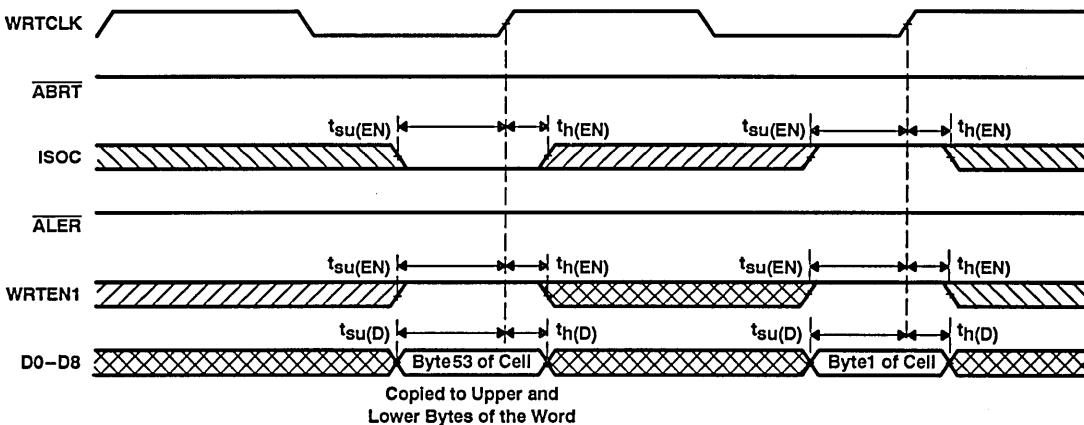 WRTCLK
ABRT
tsu(EN) th(EN) tsu(EN) th(EN)
ISOC
ALER
tsu(EN) th(EN) tsu(EN) th(EN)
WRTEN1
tsu(D) th(D) tsu(D) th(D)
D0–D8 Byte53 of Cell Byte1 of Cell
Copied to Upper and
Lower Bytes of the Word